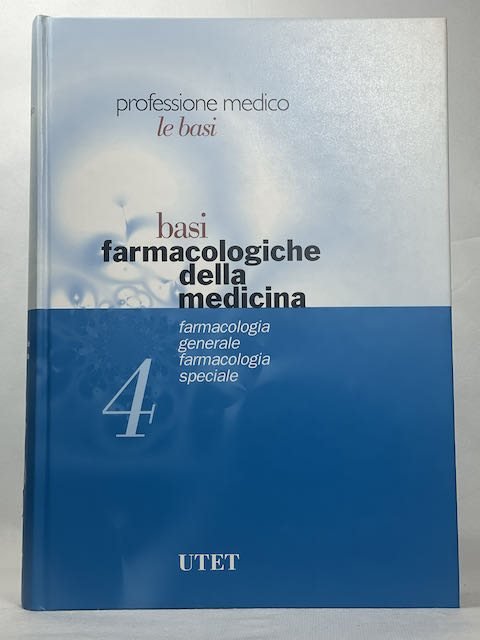 professione medico
le basi
basi
farmacologiche
della
medicina
farmacologia
generale
farmacologia
speciale
4
UTET